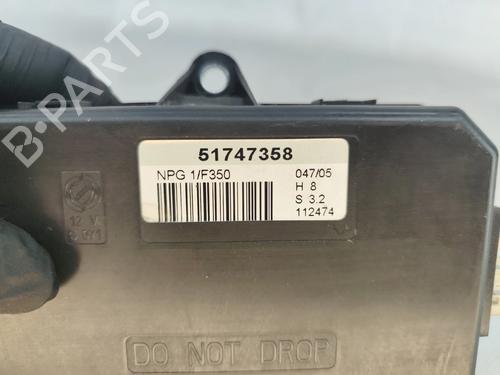 B-PARTS
51747358
NPG 1/F350
047/05
H 8
S 3.2
112474
12 V
DO NOT DROP